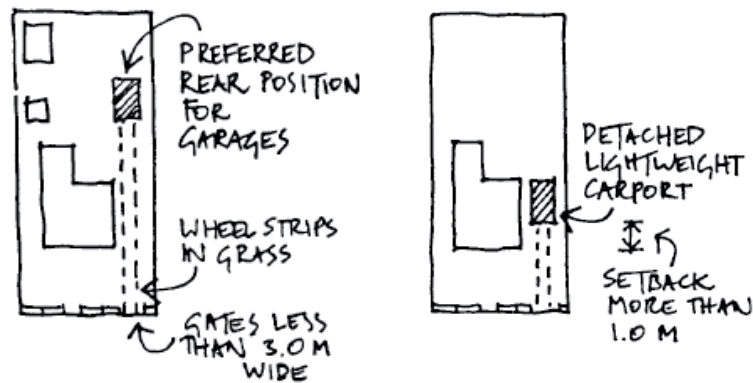 PREFERRED
REAR POSITION
FOR
GARAGES
WHEEL STRIPS
IN GRASS
GATES LESS
THAN 3.0 M
WIDE
DETACHED
LIGHTWEIGHT
CARPORT
SETBACK
MORE THAN
1.0 M